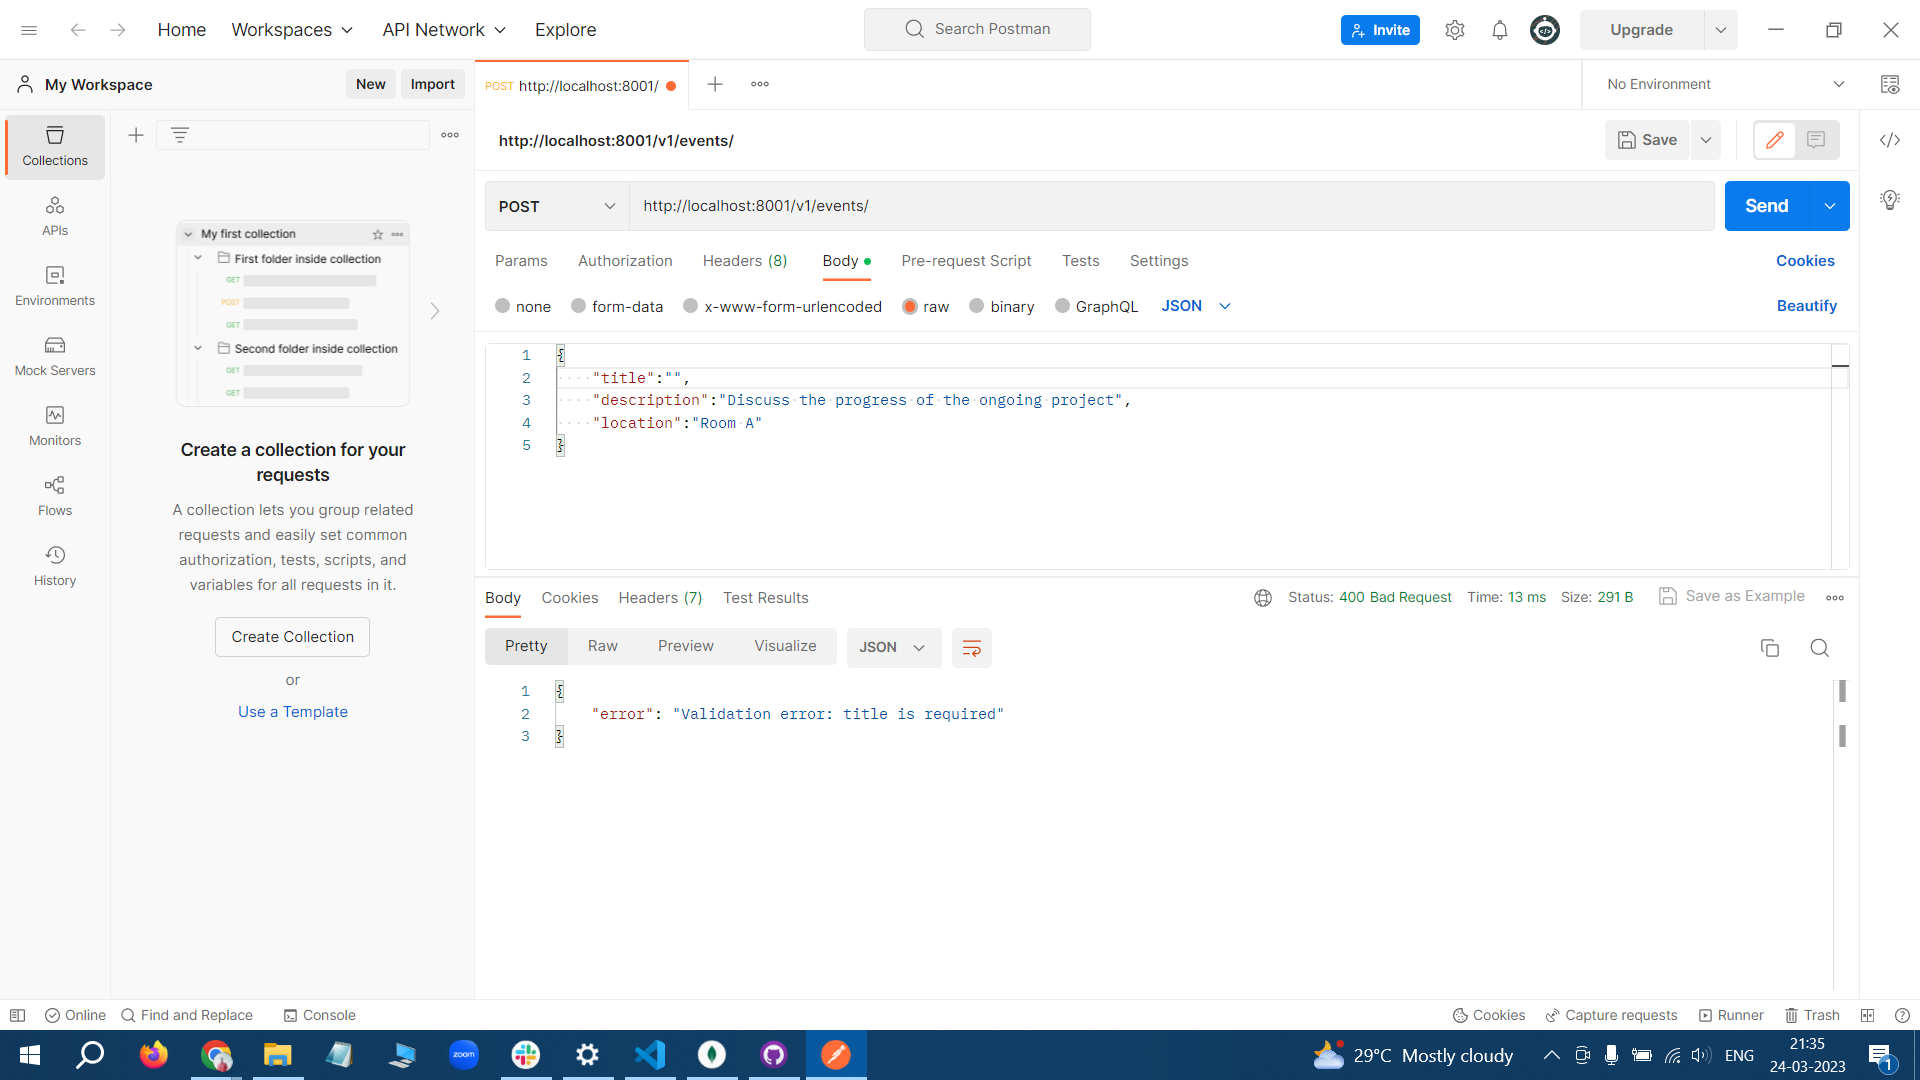 Home Workspaces API Network Explore Search Postman Invite Upgrade
My Workspace New Import POST http://localhost:8001/ No Environment
Collections
APIs
Environments
Mock Servers
Monitors
Flows
History
My first collection
First folder inside collection
GET
POST
GET
Second folder inside collection
GET
GET
Create a collection for your
requests
A collection lets you group related
requests and easily set common
authorization, tests, scripts, and
variables for all requests in it.
Create Collection
or
Use a Template
http://localhost:8001/v1/events/ Save
POST http://localhost:8001/v1/events/ Send
Params Authorization Headers (8) Body Pre-request Script Tests Settings Cookies
none form-data x-www-form-urlencoded raw binary GraphQL JSON Beautify
1 {
2 "title":"",
3 "description":"Discuss the progress of the ongoing project",
4 "location":"Room A"
5 }
Body Cookies Headers (7) Test Results Status: 400 Bad Request Time: 13 ms Size: 291 B Save as Example
Pretty Raw Preview Visualize JSON
1 {
2 "error": "Validation error: title is required"
3 }
Online Find and Replace Console Cookies Capture requests Runner Trash
zoom 29°C Mostly cloudy ENG 21:35
24-03-2023 1